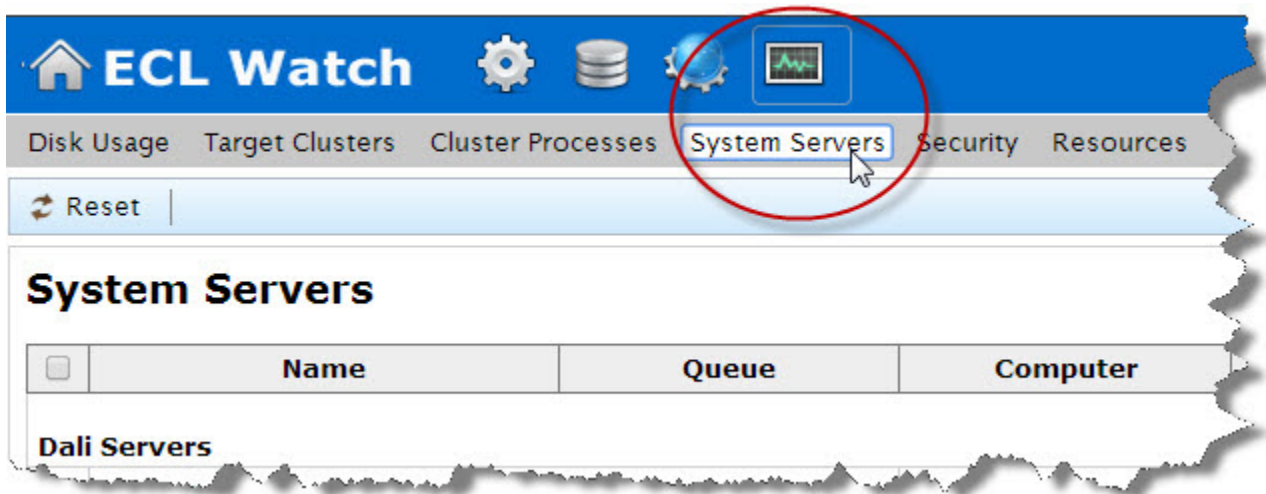 ECL Watch
Disk Usage Target Clusters Cluster Processes System Servers Security Resources
Reset
System Servers
Name Queue Computer
Dali Servers